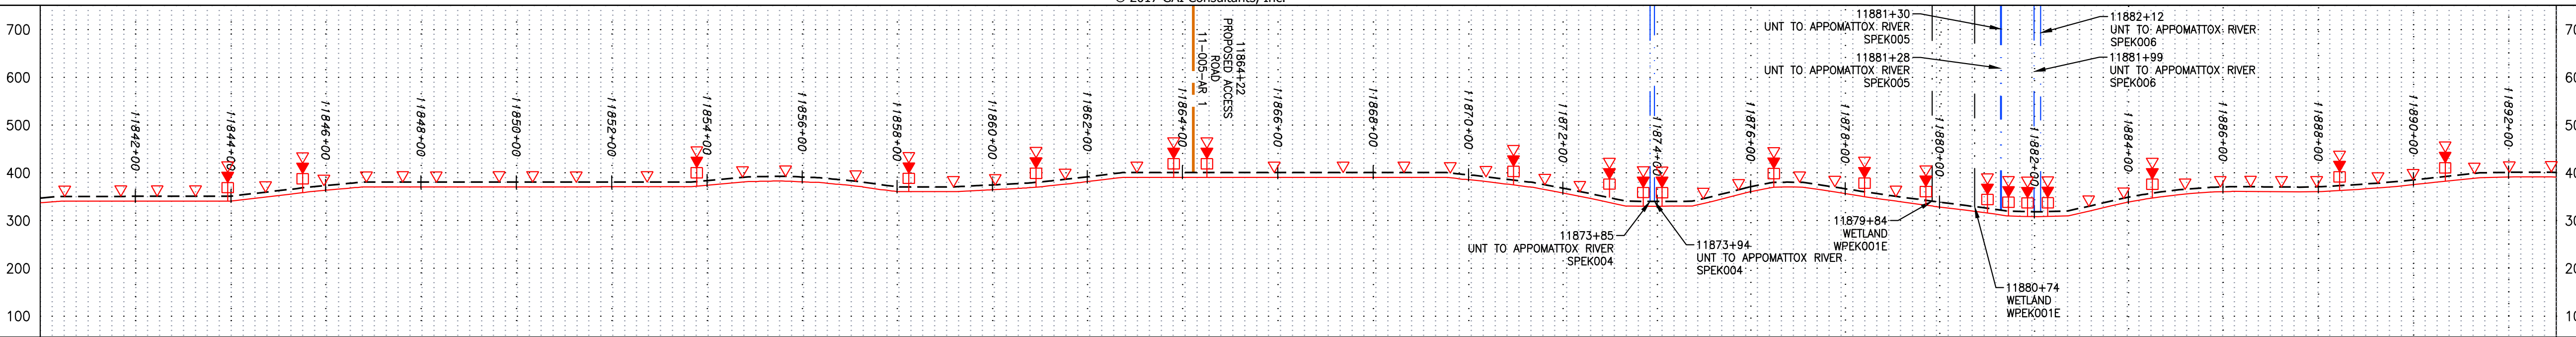 © 2017 GAI Consultants, Inc.
700
600
500
400
300
200
100
11842+00
11844+00
11846+00
11848+00
11850+00
11852+00
11854+00
11856+00
11858+00
11860+00
11862+00
11864+00
11864+22
PROPOSED ACCESS
ROAD
11-005-AR 1
11866+00
11868+00
11870+00
11872+00
11874+00
11876+00
11878+00
11880+00
11882+00
11884+00
11886+00
11888+00
11890+00
11892+00
11873+85
UNT TO APPOMATTOX RIVER
SPEK004
11873+94
UNT TO APPOMATTOX RIVER
SPEK004
11879+84
WETLAND
WPEK001E
11880+74
WETLAND
WPEK001E
11881+30
UNT TO APPOMATTOX RIVER
SPEK005
11881+28
UNT TO APPOMATTOX RIVER
SPEK005
11882+12
UNT TO APPOMATTOX RIVER
SPEK006
11881+99
UNT TO APPOMATTOX RIVER
SPEK006